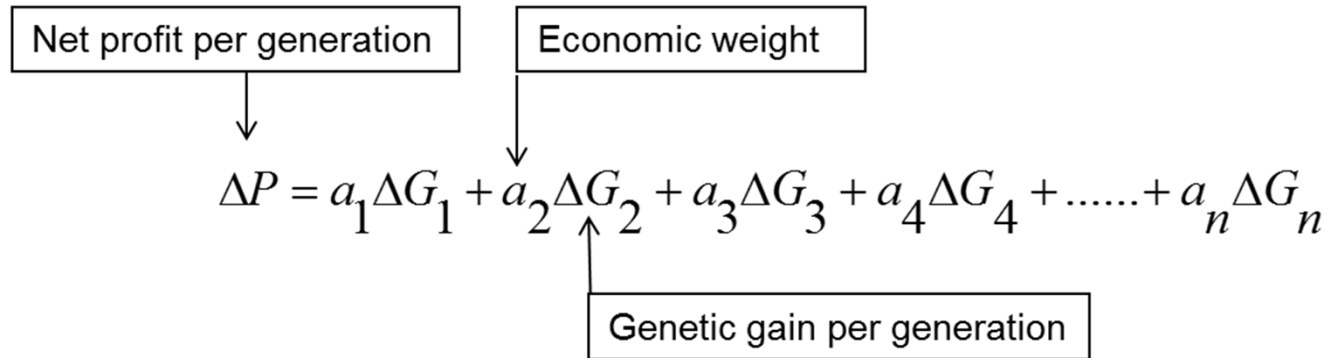 Net profit per generation
Economic weight
ΔP = a₁ΔG₁ + a₂ΔG₂ + a₃ΔG₃ + a₄ΔG₄ + ...... + aₙΔGₙ
Genetic gain per generation